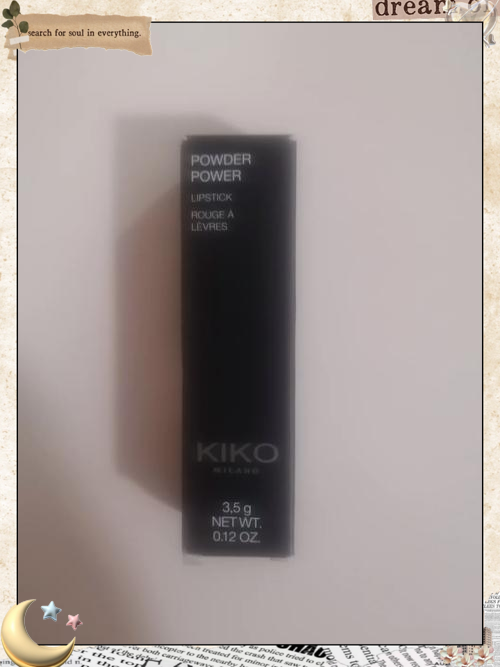 dream
search for soul in everything.
POWDER
POWER
LIPSTICK
ROUGE À
LÈVRES
KIKO
MILANO
3,5 g
NET WT.
0.12 OZ.